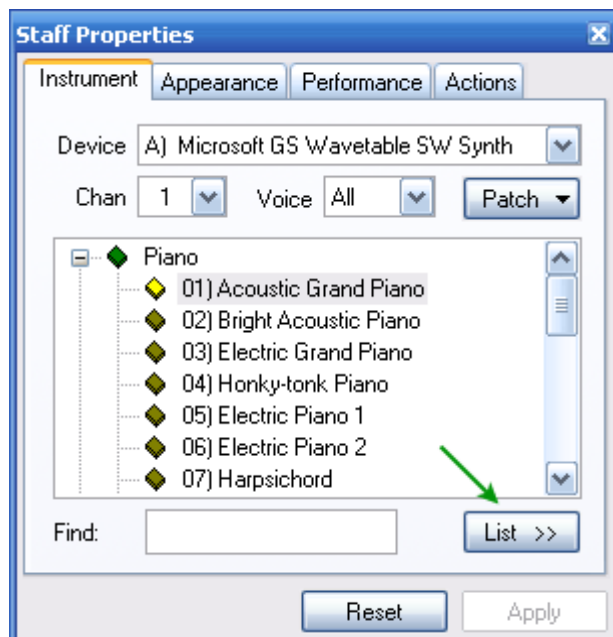 Staff Properties
Instrument Appearance Performance Actions
Device A) Microsoft GS Wavetable SW Synth
Chan 1 Voice All Patch
Piano
01) Acoustic Grand Piano
02) Bright Acoustic Piano
03) Electric Grand Piano
04) Honky-tonk Piano
05) Electric Piano 1
06) Electric Piano 2
07) Harpsichord
Find: List >>
Reset Apply